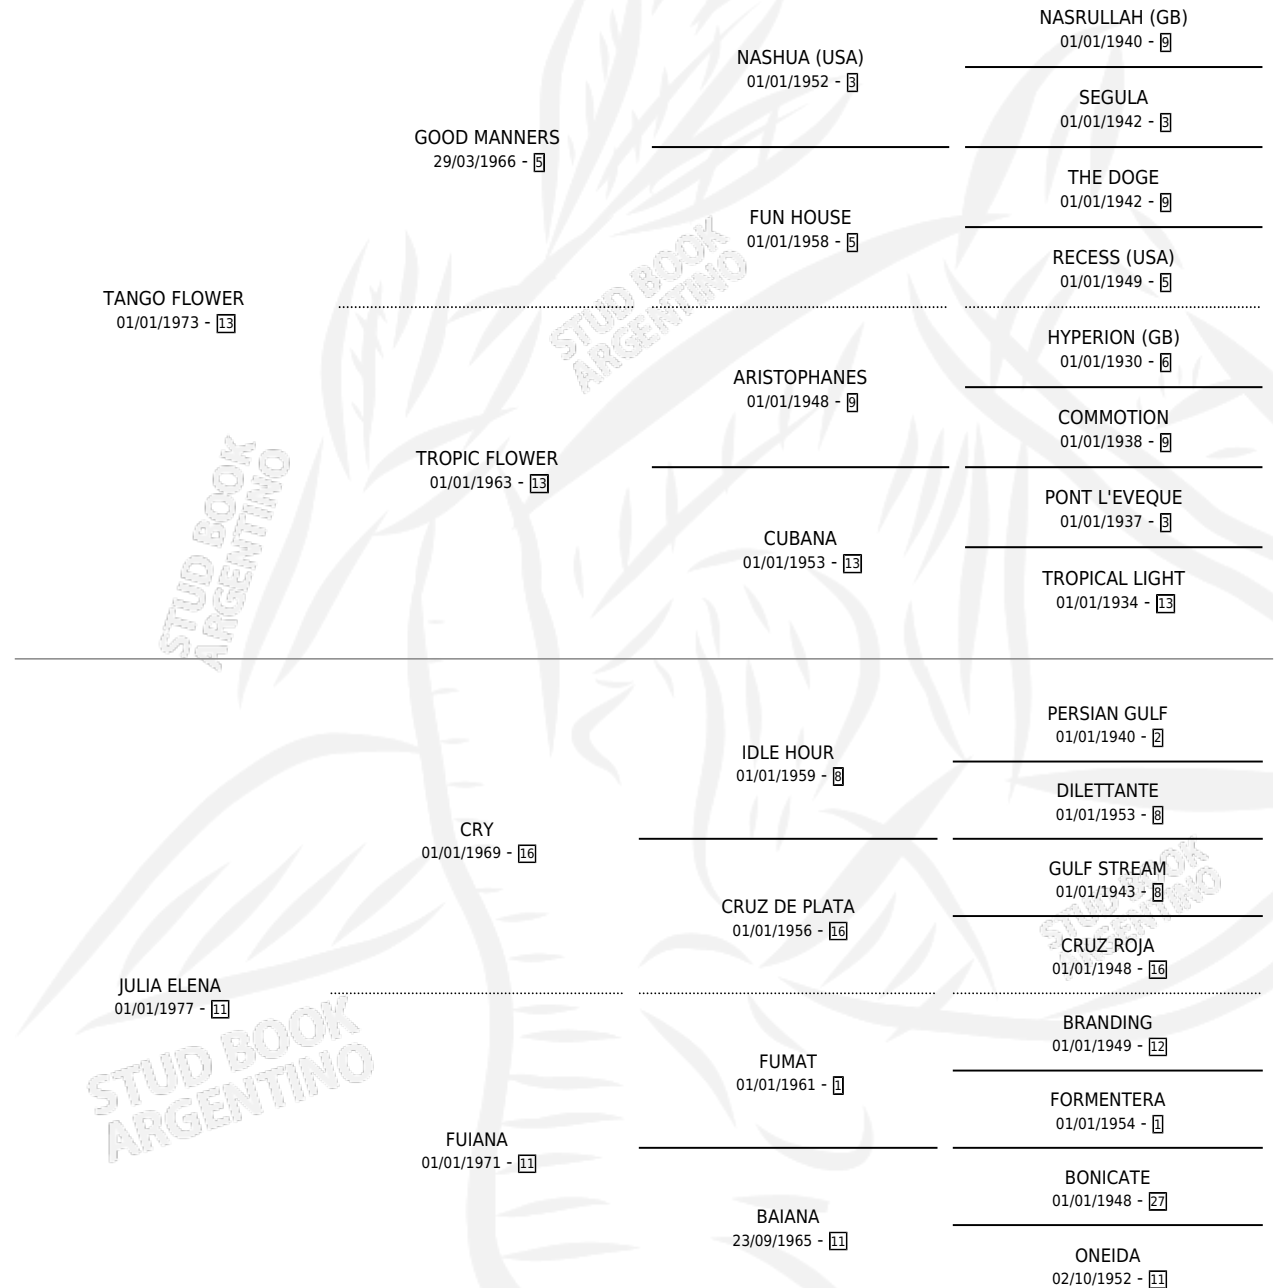 NASRULLAH (GB)
01/01/1940 - 9
NASHUA (USA)
01/01/1952 - 3
SEGULA
01/01/1942 - 3
GOOD MANNERS
29/03/1966 - 5
THE DOGE
01/01/1942 - 9
FUN HOUSE
01/01/1958 - 5
RECESS (USA)
01/01/1949 - 5
TANGO FLOWER
01/01/1973 - 13
HYPERION (GB)
01/01/1930 - 6
ARISTOPHANES
01/01/1948 - 9
COMMOTION
01/01/1938 - 9
TROPIC FLOWER
01/01/1963 - 13
PONT L'EVEQUE
01/01/1937 - 3
CUBANA
01/01/1953 - 13
TROPICAL LIGHT
01/01/1934 - 13
PERSIAN GULF
01/01/1940 - 2
IDLE HOUR
01/01/1959 - 8
DILETTANTE
01/01/1953 - 8
CRY
01/01/1969 - 16
GULF STREAM
01/01/1943 - 8
CRUZ DE PLATA
01/01/1956 - 16
CRUZ ROJA
01/01/1948 - 16
JULIA ELENA
01/01/1977 - 11
BRANDING
01/01/1949 - 12
FUMAT
01/01/1961 - 1
FORMENTERA
01/01/1954 - 1
FUIANA
01/01/1971 - 11
BONICATE
01/01/1948 - 27
BAIANA
23/09/1965 - 11
ONEIDA
02/10/1952 - 11
STUD BOOK
ARGENTINO
STUD BOOK
ARGENTINO
STUD BOOK
ARGENTINO
STUD BOOK
ARGENTINO